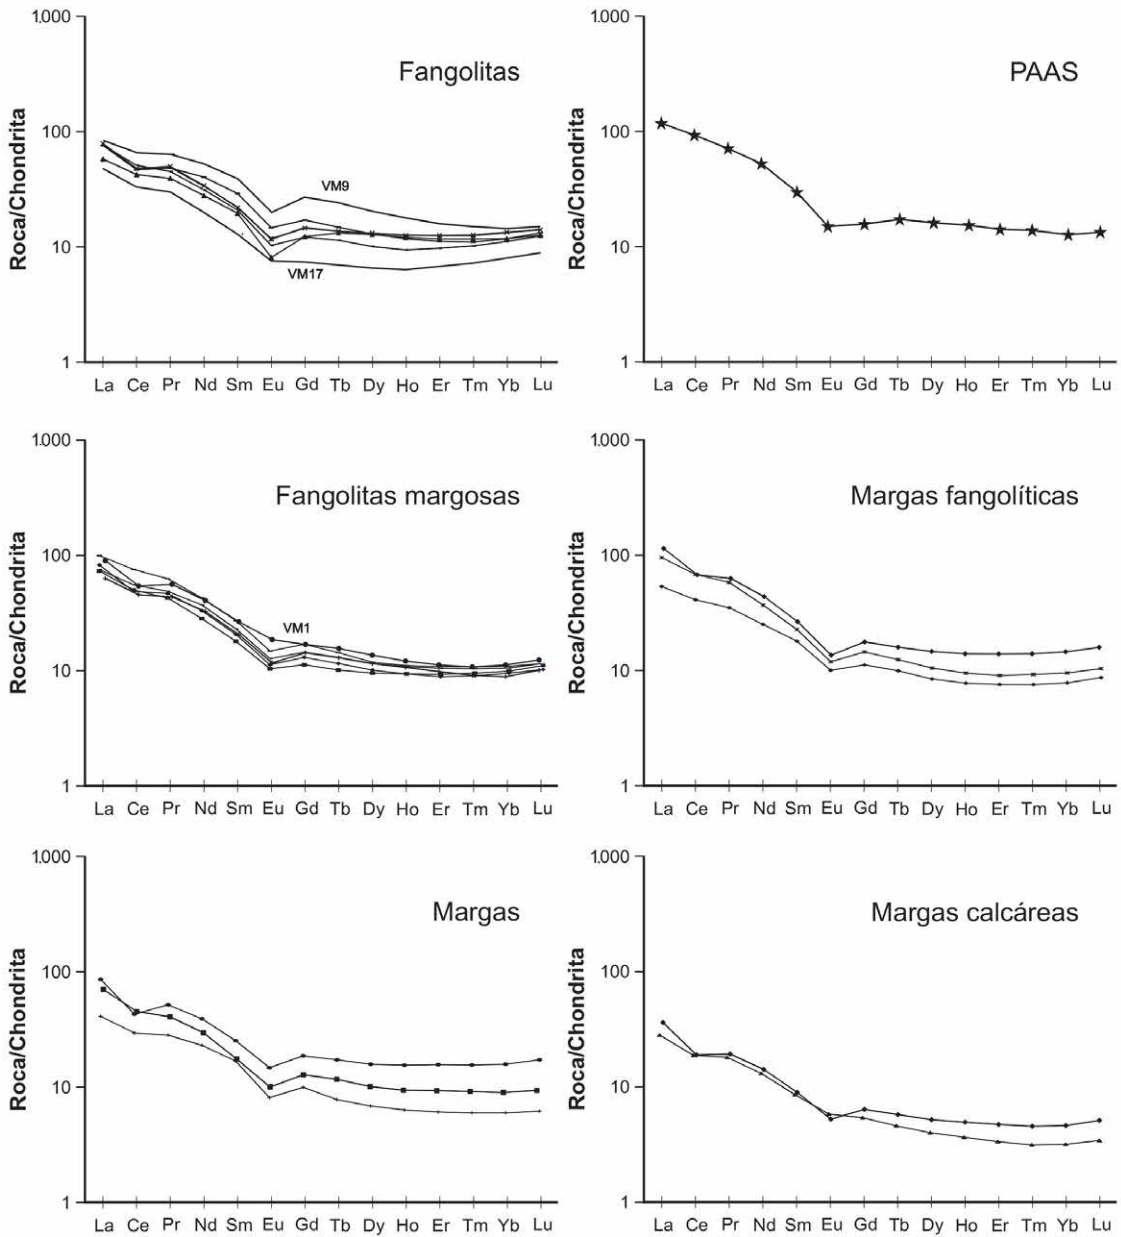 1.000
100
10
1
Roca/Chondrita
Fangolitas
VM9
VM17
La Ce Pr Nd Sm Eu Gd Tb Dy Ho Er Tm Yb Lu
1.000
100
10
1
Roca/Chondrita
PAAS
La Ce Pr Nd Sm Eu Gd Tb Dy Ho Er Tm Yb Lu
1.000
100
10
1
Roca/Chondrita
Fangolitas margosas
VM1
La Ce Pr Nd Sm Eu Gd Tb Dy Ho Er Tm Yb Lu
1.000
100
10
1
Roca/Chondrita
Margas fangolíticas
La Ce Pr Nd Sm Eu Gd Tb Dy Ho Er Tm Yb Lu
1.000
100
10
1
Roca/Chondrita
Margas
La Ce Pr Nd Sm Eu Gd Tb Dy Ho Er Tm Yb Lu
1.000
100
10
1
Roca/Chondrita
Margas calcáreas
La Ce Pr Nd Sm Eu Gd Tb Dy Ho Er Tm Yb Lu